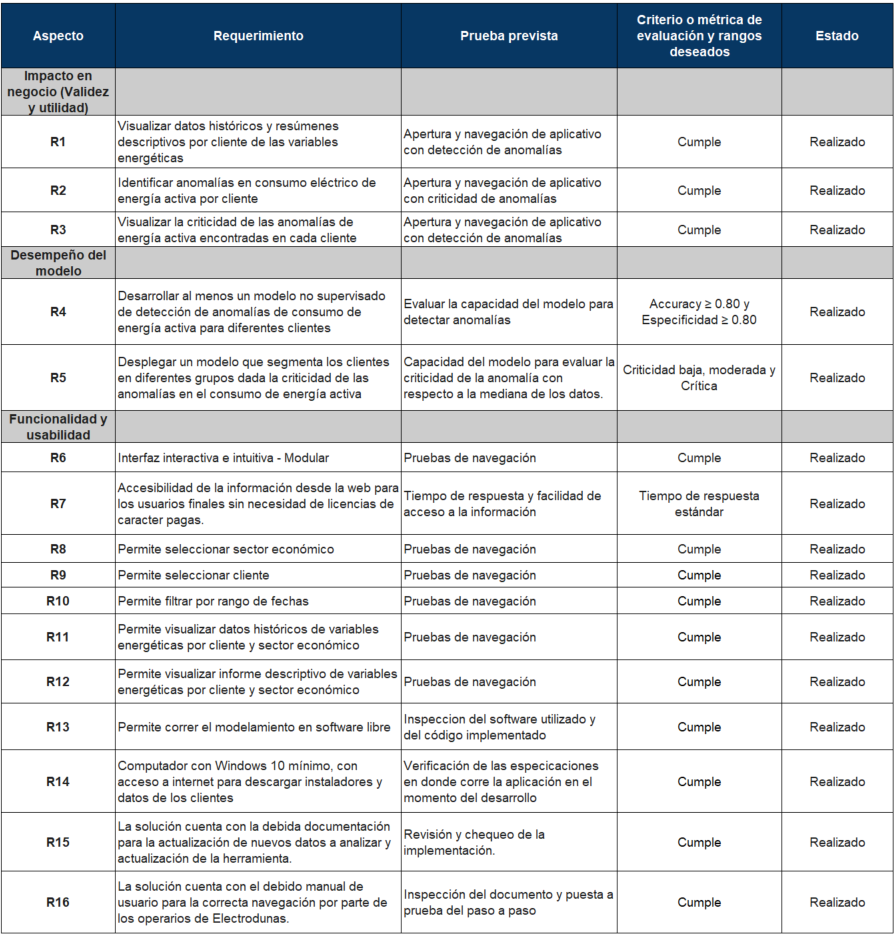 Aspecto
Requerimiento
Prueba prevista
Criterio o métrica de
evaluación y rangos
deseados
Estado
Impacto en
negocio (Validez
y utilidad)
R1
Visualizar datos históricos y resúmenes
descriptivos por cliente de las variables
energéticas
Apertura y navegación de aplicativo
con detección de anomalías
Cumple
Realizado
R2
Identificar anomalías en consumo eléctrico de
energía activa por cliente
Apertura y navegación de aplicativo
con criticidad de anomalías
Cumple
Realizado
R3
Visualizar la criticidad de las anomalías de
energía activa encontradas en cada cliente
Apertura y navegación de aplicativo
con detección de anomalías
Cumple
Realizado
Desempeño del
modelo
R4
Desarrollar al menos un modelo no supervisado
de detección de anomalías de consumo de
energía activa para diferentes clientes
Evaluar la capacidad del modelo para
detectar anomalías
Accuracy ≥ 0.80 y
Especificidad ≥ 0.80
Realizado
R5
Desplegar un modelo que segmenta los clientes
en diferentes grupos dada la criticidad de las
anomalías en el consumo de energía activa
Capacidad del modelo para evaluar la
criticidad de la anomalía con
respecto a la mediana de los datos.
Criticidad baja, moderada y
Crítica
Realizado
Funcionalidad y
usabilidad
R6
Interfaz interactiva e intuitiva - Modular
Pruebas de navegación
Cumple
Realizado
R7
Accesibilidad de la información desde la web para
los usuarios finales sin necesidad de licencias de
caracter pagas.
Tiempo de respuesta y facilidad de
acceso a la información
Tiempo de respuesta
estándar
Realizado
R8
Permite seleccionar sector económico
Pruebas de navegación
Cumple
Realizado
R9
Permite seleccionar cliente
Pruebas de navegación
Cumple
Realizado
R10
Permite filtrar por rango de fechas
Pruebas de navegación
Cumple
Realizado
R11
Permite visualizar datos históricos de variables
energéticas por cliente y sector económico
Pruebas de navegación
Cumple
Realizado
R12
Permite visualizar informe descriptivo de variables
energéticas por cliente y sector económico
Pruebas de navegación
Cumple
Realizado
R13
Permite correr el modelamiento en software libre
Inspeccion del software utilizado y
del código implementado
Cumple
Realizado
R14
Computador con Windows 10 mínimo, con
acceso a internet para descargar instaladores y
datos de los clientes
Verificación de las especicaciones
en donde corre la aplicación en el
momento del desarrollo
Cumple
Realizado
R15
La solución cuenta con la debida documentación
para la actualización de nuevos datos a analizar y
actualización de la herramienta.
Revisión y chequeo de la
implementación.
Cumple
Realizado
R16
La solución cuenta con el debido manual de
usuario para la correcta navegación por parte de
los operarios de Electrodunas.
Inspección del documento y puesta a
prueba del paso a paso
Cumple
Realizado